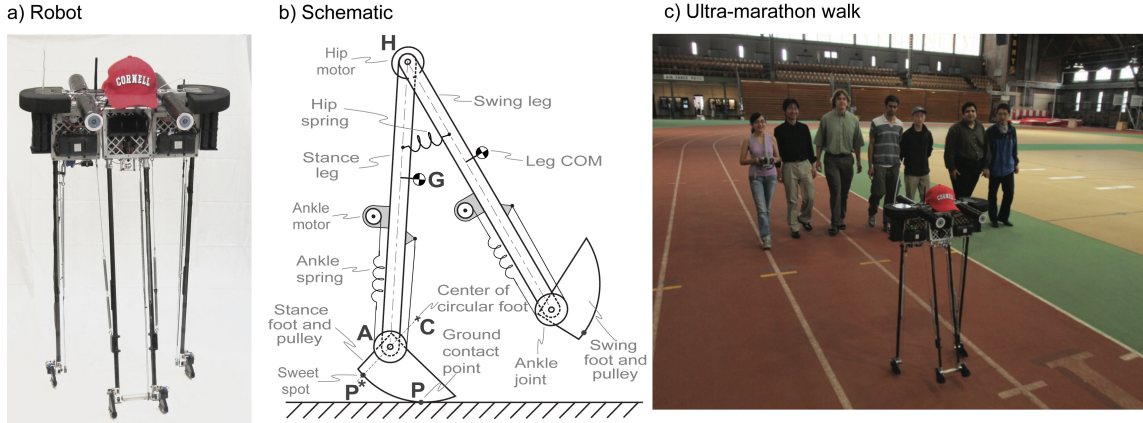 a) Robot
CORNELL
b) Schematic
H
Hip
motor
Hip
spring
Swing leg
Stance
leg
Leg COM
G
Ankle
motor
Ankle
spring
Center of
circular foot
C
Stance
foot and
pulley
A
Ground
contact
point
Sweet
spot
P*
P
Ankle
joint
Swing
foot and
pulley
c) Ultra-marathon walk